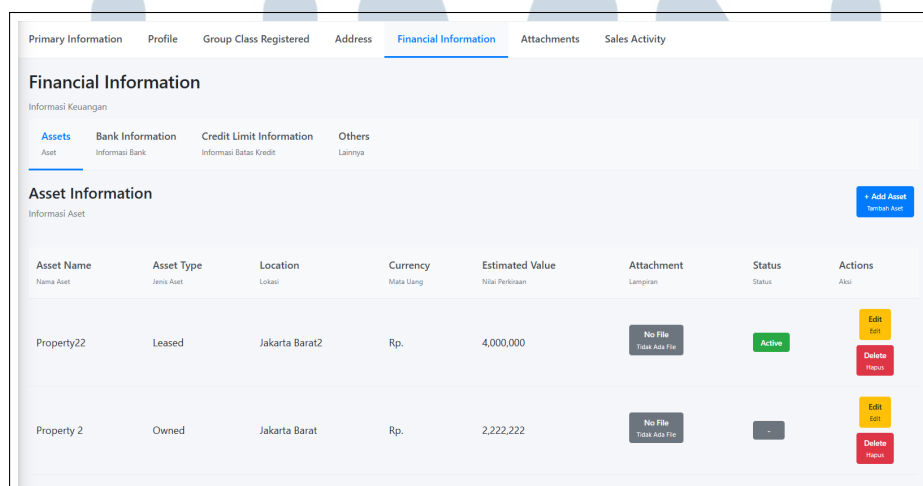 Primary Information Profile Group Class Registered Address Financial Information Attachments Sales Activity
Financial Information
Informasi Keuangan
Assets Bank Information Credit Limit Information Others
Aset Informasi Bank Informasi Batas Kredit Lainnya
Asset Information
Informasi Aset
+ Add Asset
Tambah Aset
Asset Name Asset Type Location Currency Estimated Value Attachment Status Actions
Nama Aset Jenis Aset Lokasi Mata Uang Nilai Perkiraan Lampiran Status Aksi
Property22 Leased Jakarta Barat2 Rp. 4,000,000 No File Active Edit
Tidak Ada File Edit
Delete
Hapus
Property 2 Owned Jakarta Barat Rp. 2,222,222 No File - Edit
Tidak Ada File Edit
Delete
Hapus